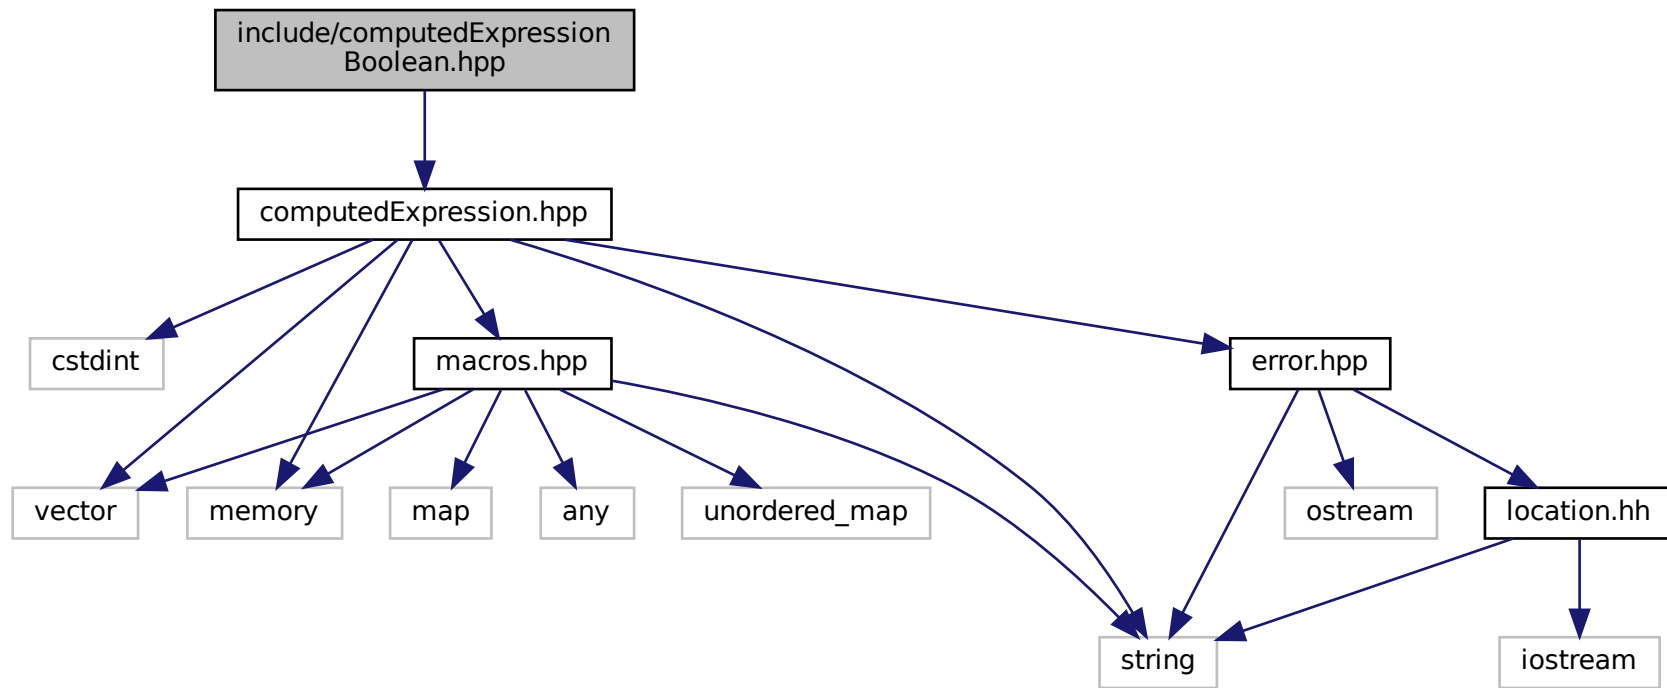 include/computedExpression
Boolean.hpp
computedExpression.hpp
cstdint
macros.hpp
error.hpp
vector
memory
map
any
unordered_map
ostream
location.hh
string
iostream